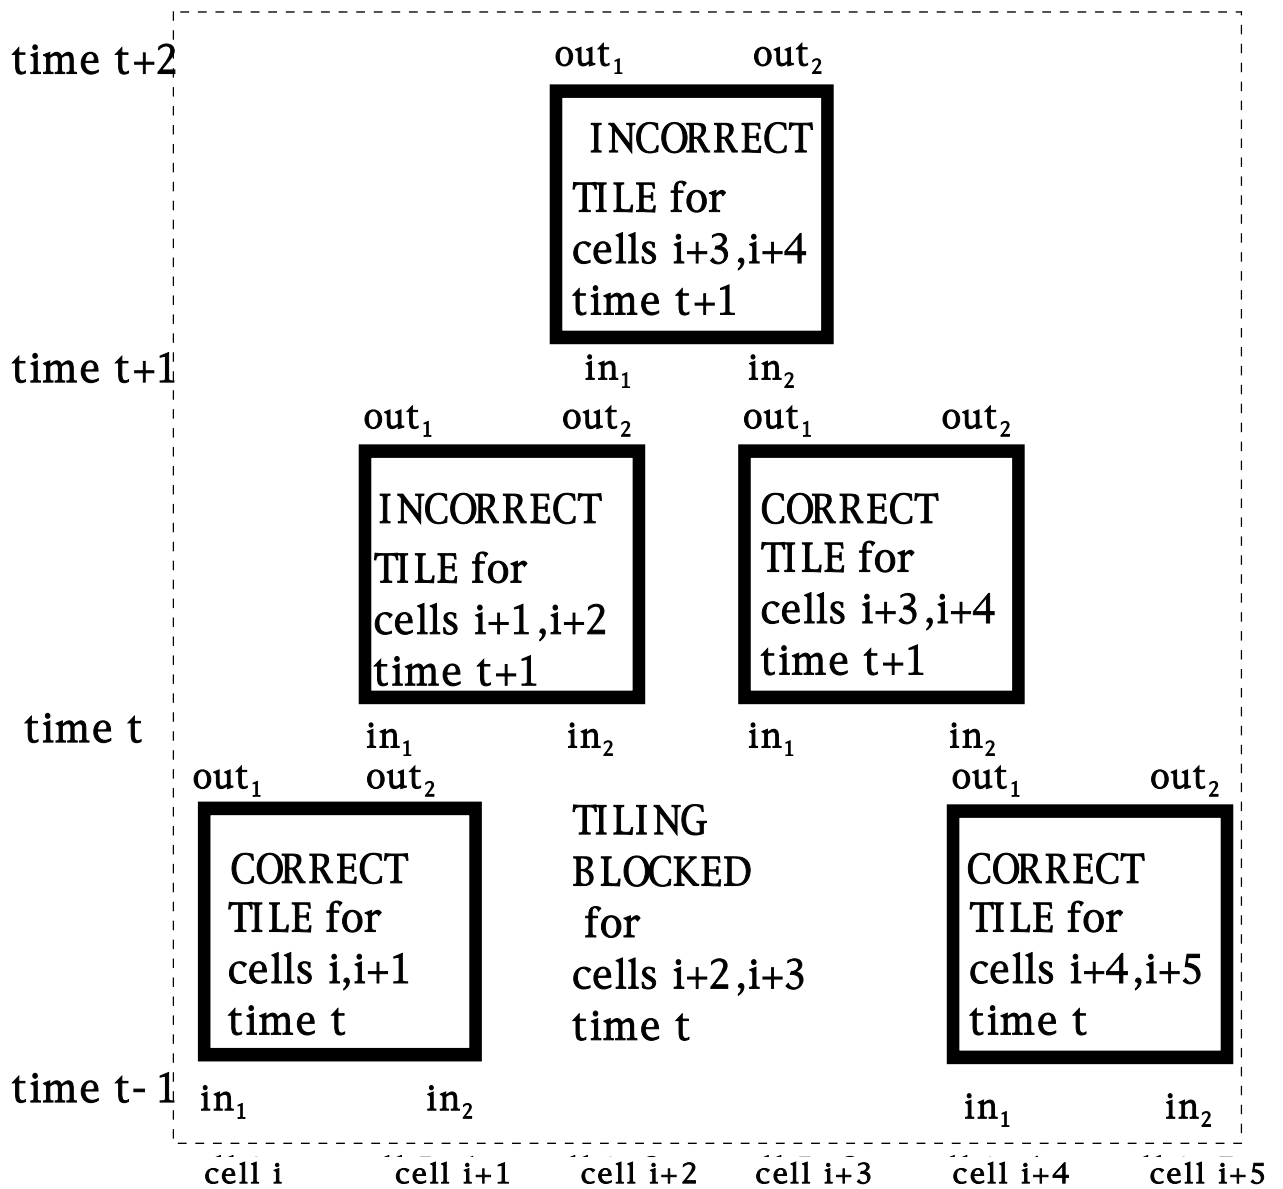 time t+2
out₁ out₂
INCORRECT
TILE for
cells i+3,i+4
time t+1
time t+1
in₁ in₂
out₁ out₂ out₁ out₂
INCORRECT
TILE for
cells i+1,i+2
time t+1
CORRECT
TILE for
cells i+3,i+4
time t+1
time t
in₁ in₂ in₁ in₂
out₁ out₂ out₁ out₂
CORRECT
TILE for
cells i,i+1
time t
TILING
BLOCKED
for
cells i+2,i+3
time t
CORRECT
TILE for
cells i+4,i+5
time t
time t-1
in₁ in₂ in₁ in₂
cell i cell i+1 cell i+2 cell i+3 cell i+4 cell i+5